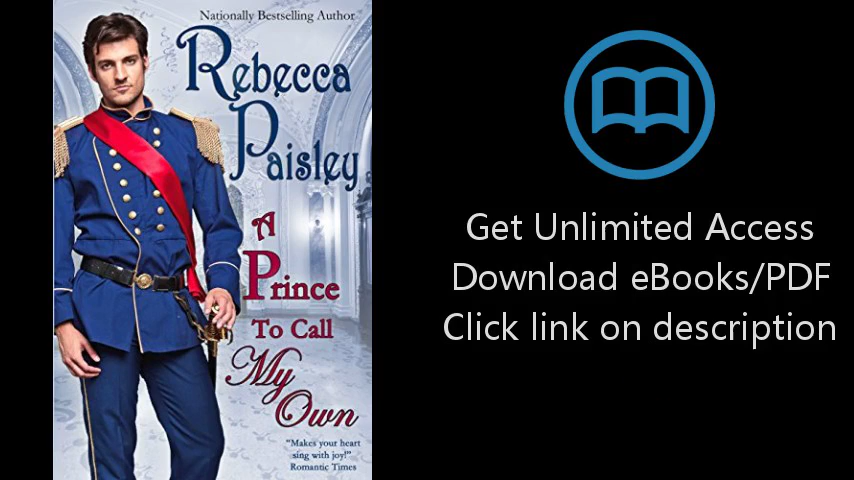 Nationally Bestselling Author
Rebecca
Paisley
A
Prince
To Call
My
Own
"Makes your heart
sing with joy!"
Romantic Times
Get Unlimited Access
Download eBooks/PDF
Click link on description